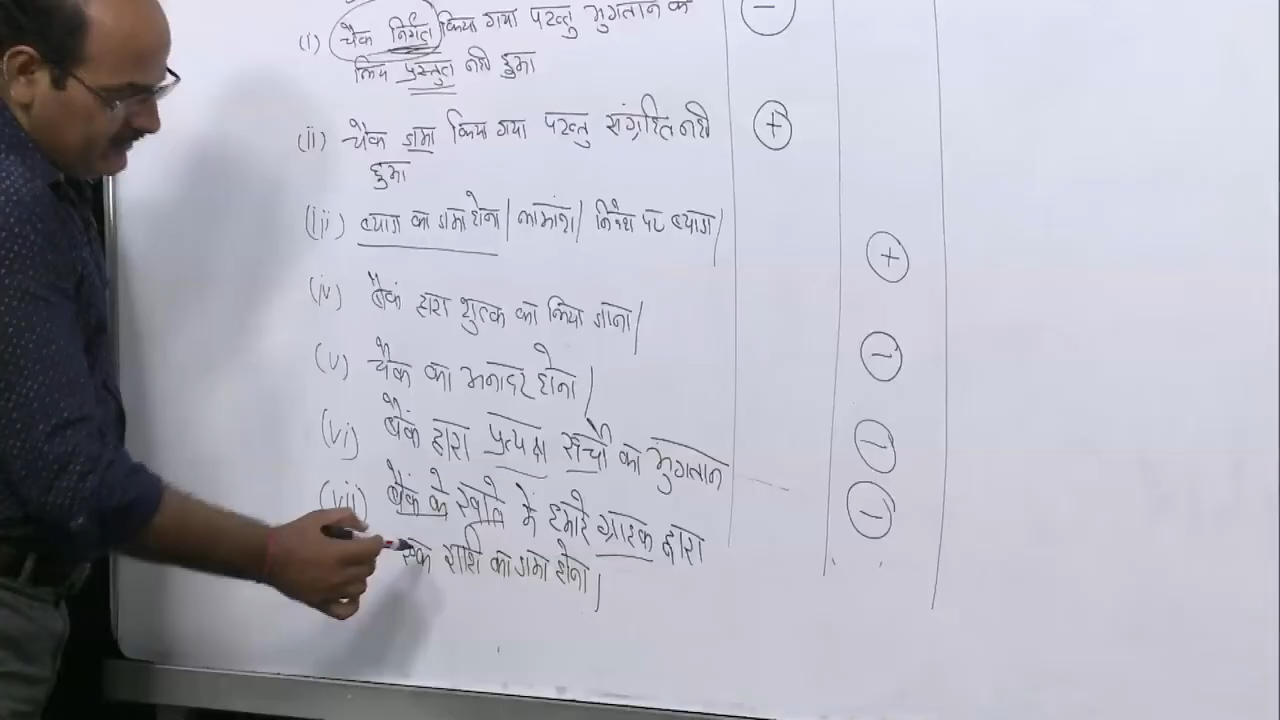 (i) चैक निर्गत किया गया परन्तु भुगतान के −
लिये प्रस्तुत नही हुआ
(ii) चैक जमा किया गया परन्तु संग्रहित नही +
हुआ
(iii) ब्याज का जमा होना/ लाभांश/ निवेश पर ब्याज/ +
(iv) बैंक द्वारा शुल्क का लिया जाना/ −
(v) चैक का अनादर होना/ −
(vi) बैंक द्वारा प्रत्यक्ष खर्चो का भुगतान −
(vii) बैंक के खाते में हमारे ग्राहक द्वारा
एक राशि का जमा होना/